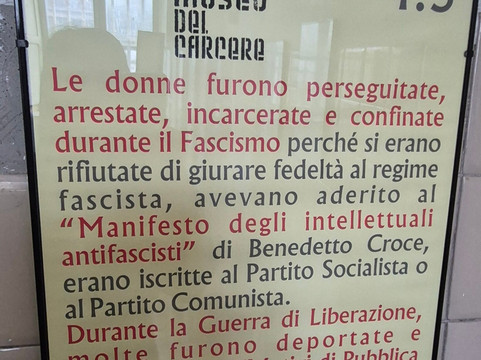 MUSEO
DEL
CARCERE
Le donne furono perseguitate,
arrestate, incarcerate e confinate
durante il Fascismo perché si erano
rifiutate di giurare fedeltà al regime
fascista, avevano aderito al
“Manifesto degli intellettuali
antifascisti” di Benedetto Croce,
erano iscritte al Partito Socialista o
al Partito Comunista.
Durante la Guerra di Liberazione,
molte furono deportate e
di Pubblica